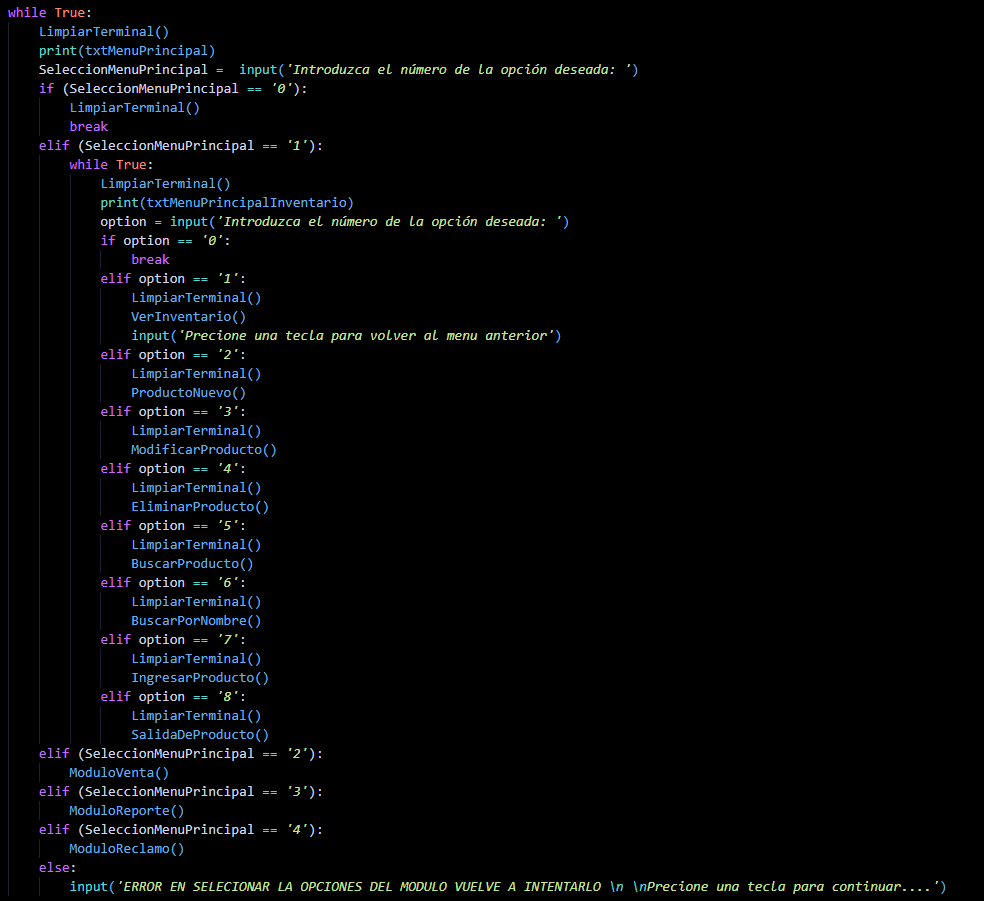 while True:
    LimpiarTerminal()
    print(txtMenuPrincipal)
    SeleccionMenuPrincipal =  input('Introduzca el número de la opción deseada: ')
    if (SeleccionMenuPrincipal == '0'):
        LimpiarTerminal()
        break
    elif (SeleccionMenuPrincipal == '1'):
        while True:
            LimpiarTerminal()
            print(txtMenuPrincipalInventario)
            option = input('Introduzca el número de la opción deseada: ')
            if option == '0':
                break
            elif option == '1':
                LimpiarTerminal()
                VerInventario()
                input('Precione una tecla para volver al menu anterior')
            elif option == '2':
                LimpiarTerminal()
                ProductoNuevo()
            elif option == '3':
                LimpiarTerminal()
                ModificarProducto()
            elif option == '4':
                LimpiarTerminal()
                EliminarProducto()
            elif option == '5':
                LimpiarTerminal()
                BuscarProducto()
            elif option == '6':
                LimpiarTerminal()
                BuscarPorNombre()
            elif option == '7':
                LimpiarTerminal()
                IngresarProducto()
            elif option == '8':
                LimpiarTerminal()
                SalidaDeProducto()
    elif (SeleccionMenuPrincipal == '2'):
        ModuloVenta()
    elif (SeleccionMenuPrincipal == '3'):
        ModuloReporte()
    elif (SeleccionMenuPrincipal == '4'):
        ModuloReclamo()
    else:
        input('ERROR EN SELECIONAR LA OPCIONES DEL MODULO VUELVE A INTENTARLO \n \nPrecione una tecla para continuar....')